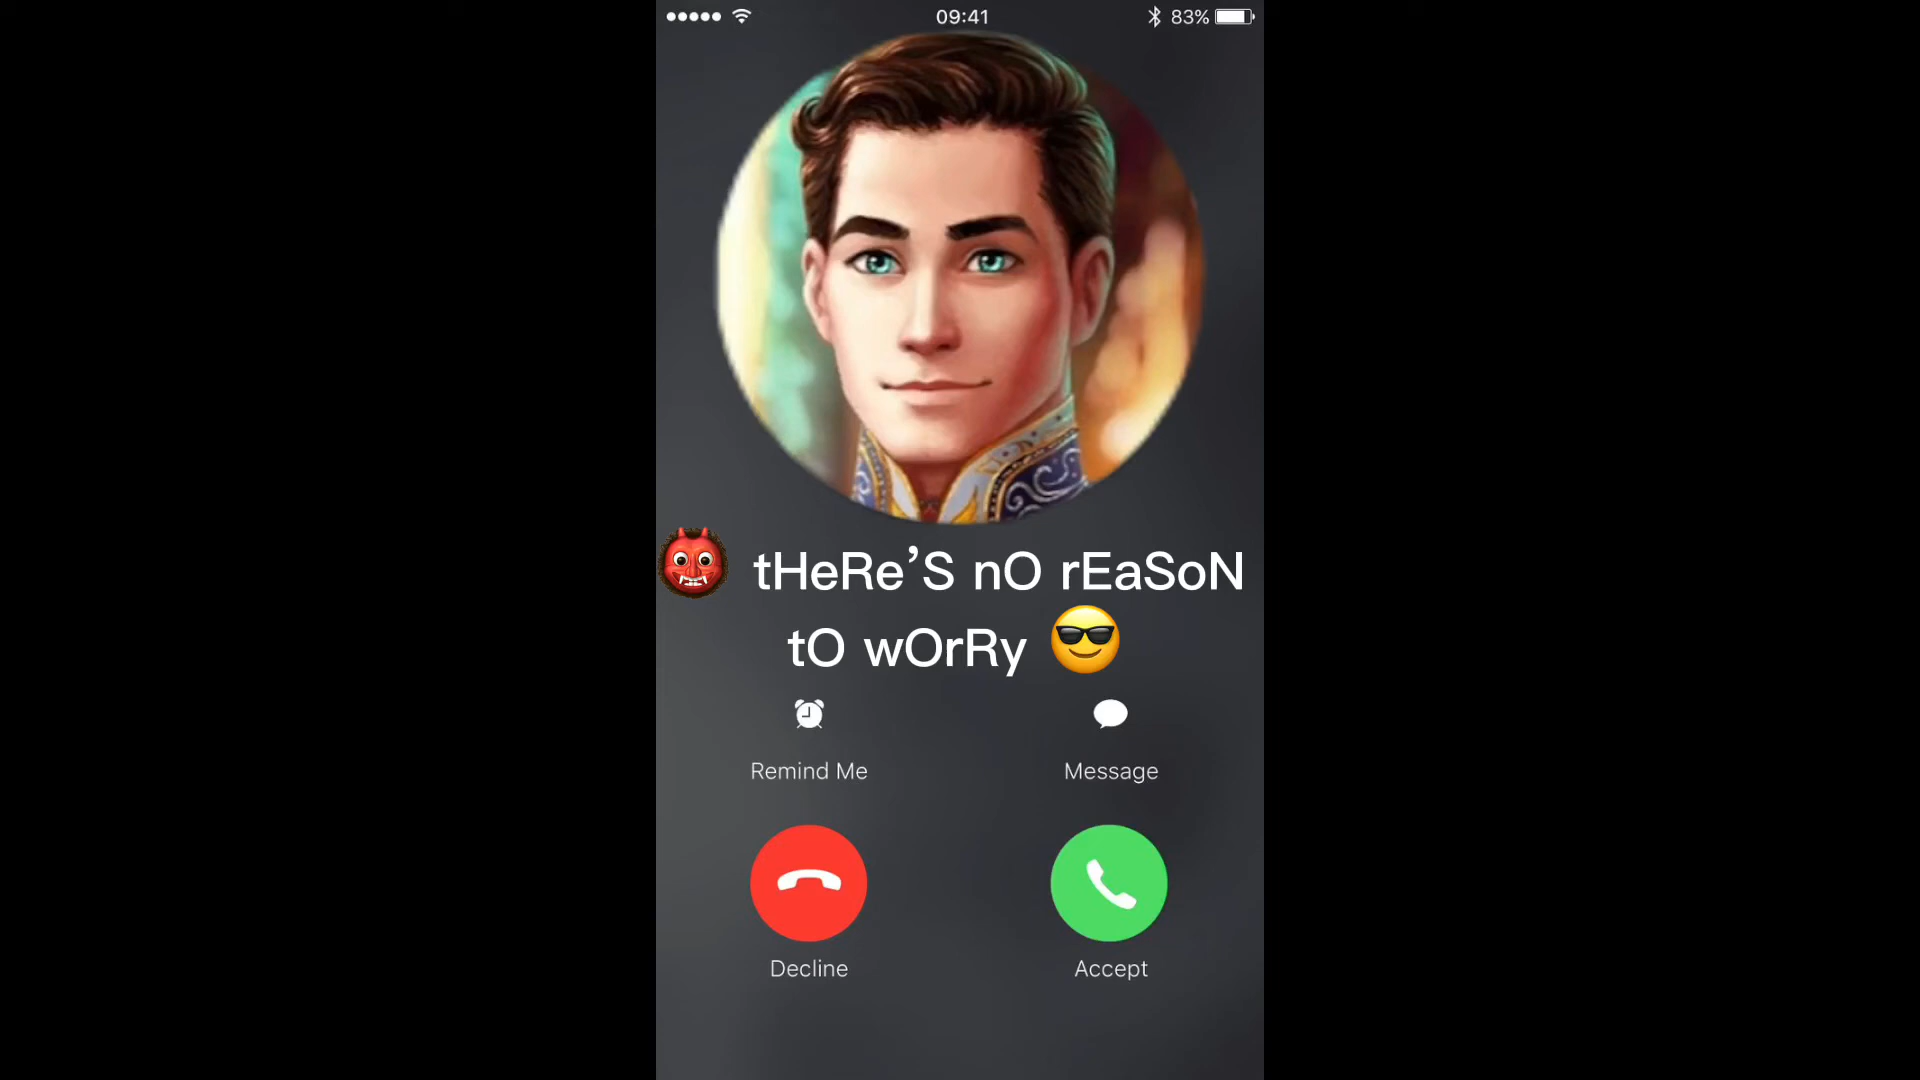 09:41 83%
👹 tHeRe’S nO rEaSoN
tO wOrRy 😎
Remind Me Message
Decline Accept